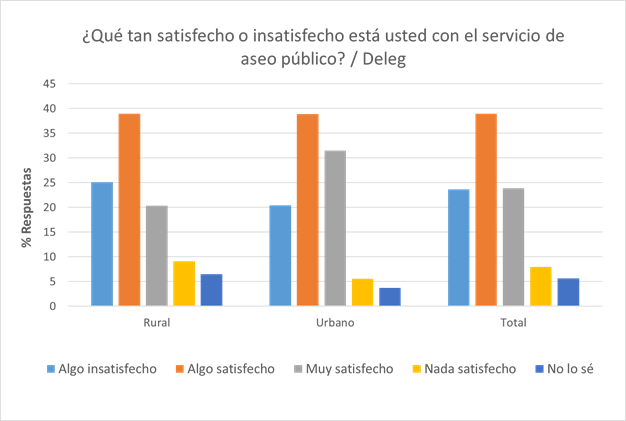 ¿Qué tan satisfecho o insatisfecho está usted con el servicio de
aseo público? / Deleg
45
40
35
30
25
20
15
10
5
0
% Respuestas
Rural Urbano Total
Algo insatisfecho Algo satisfecho Muy satisfecho Nada satisfecho No lo sé